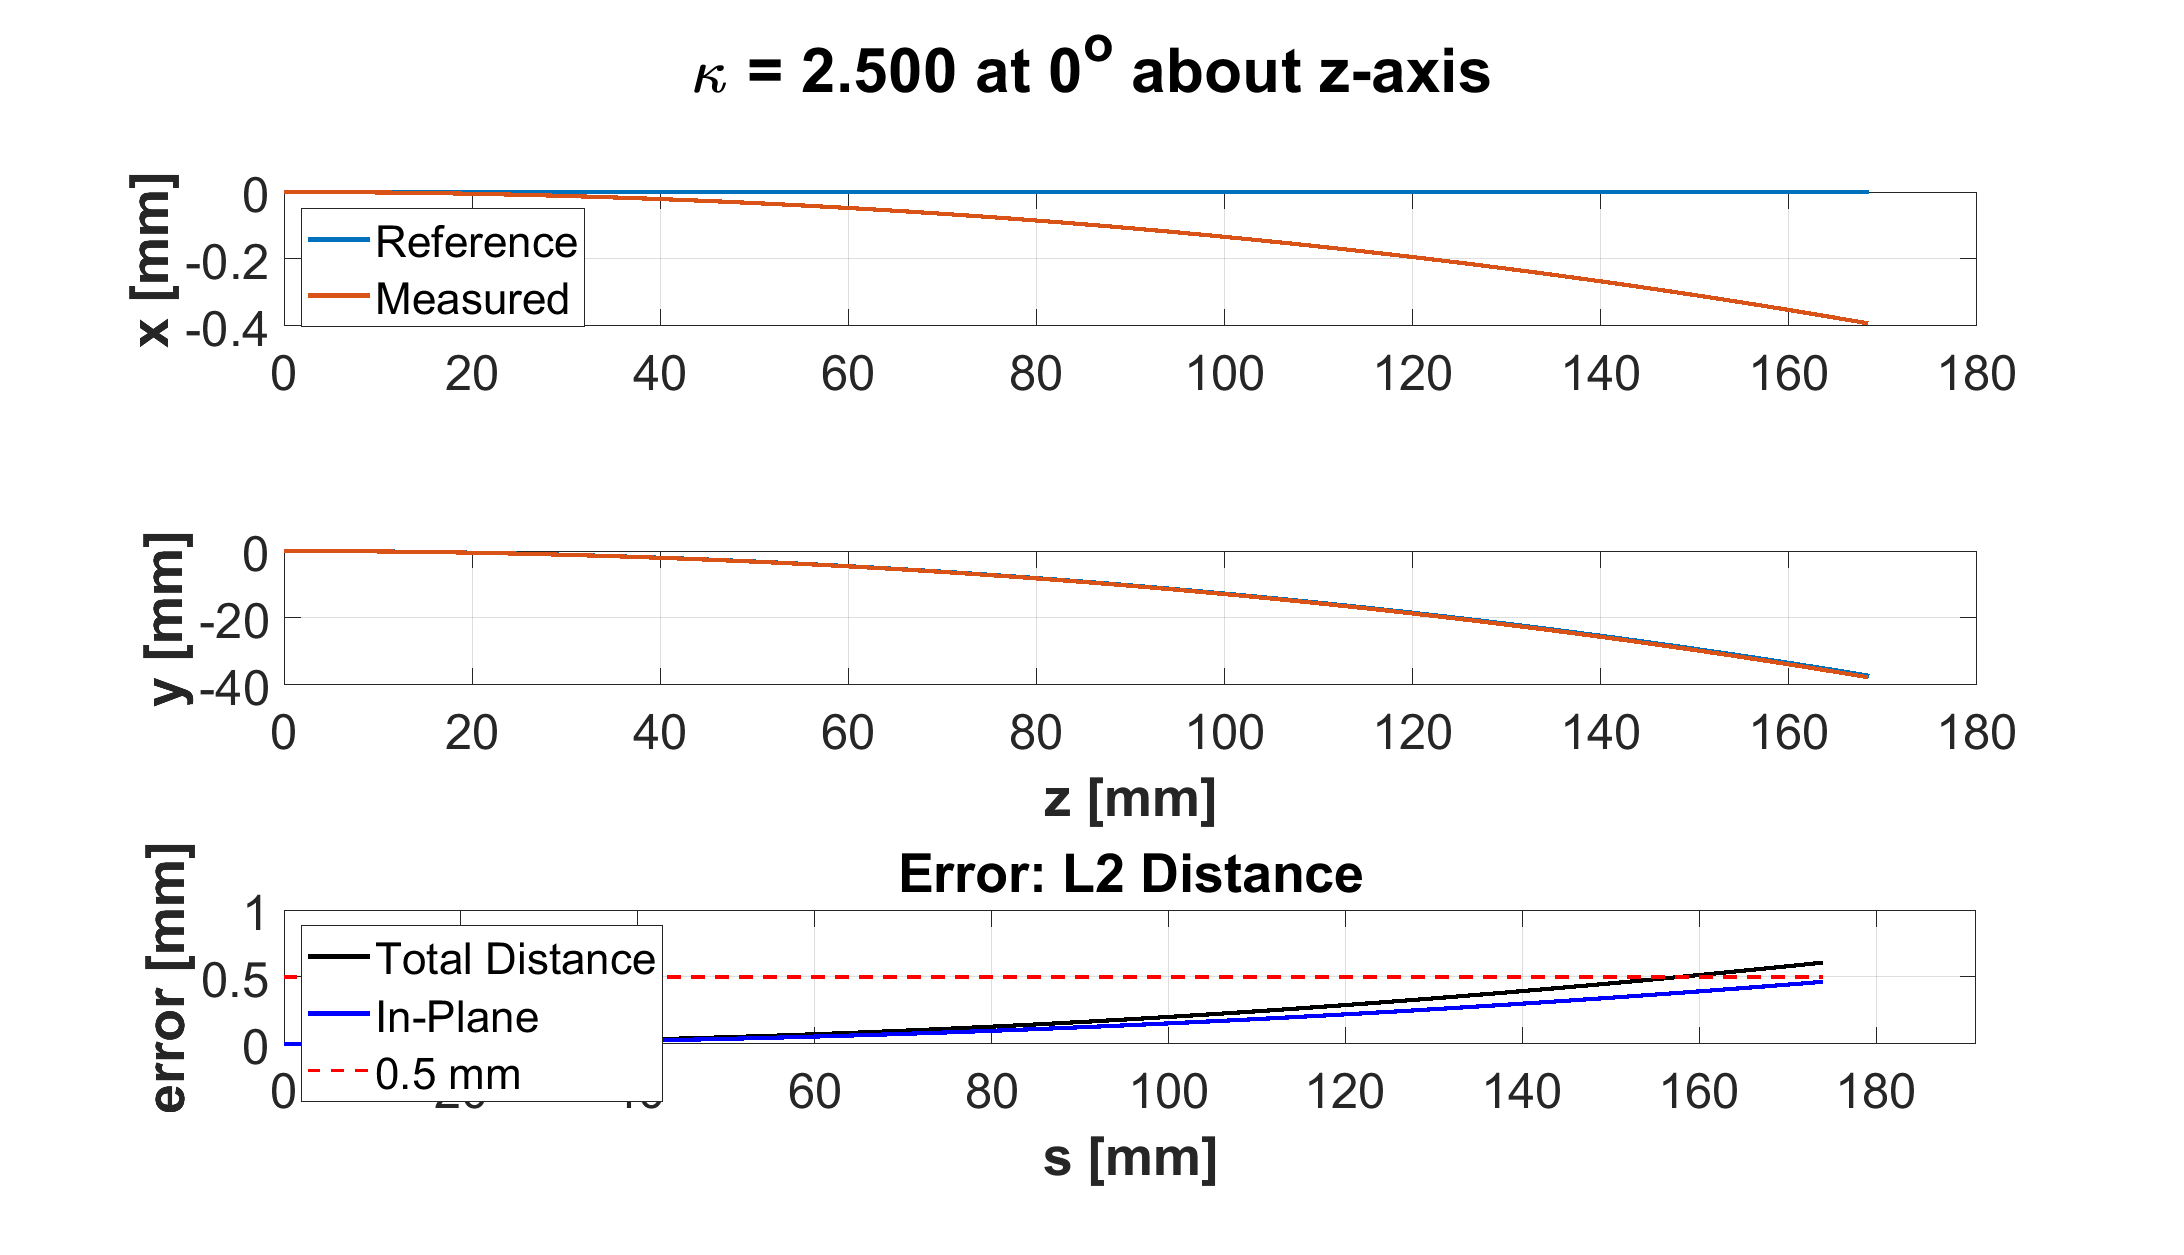 κ = 2.500 at 0° about z-axis
x [mm]
0
-0.2
-0.4
Reference
Measured
0 20 40 60 80 100 120 140 160 180
y [mm]
0
-20
-40
0 20 40 60 80 100 120 140 160 180
z [mm]
Error: L2 Distance
error [mm]
1
0.5
0
Total Distance
In-Plane
0.5 mm
0 60 80 100 120 140 160 180
s [mm]